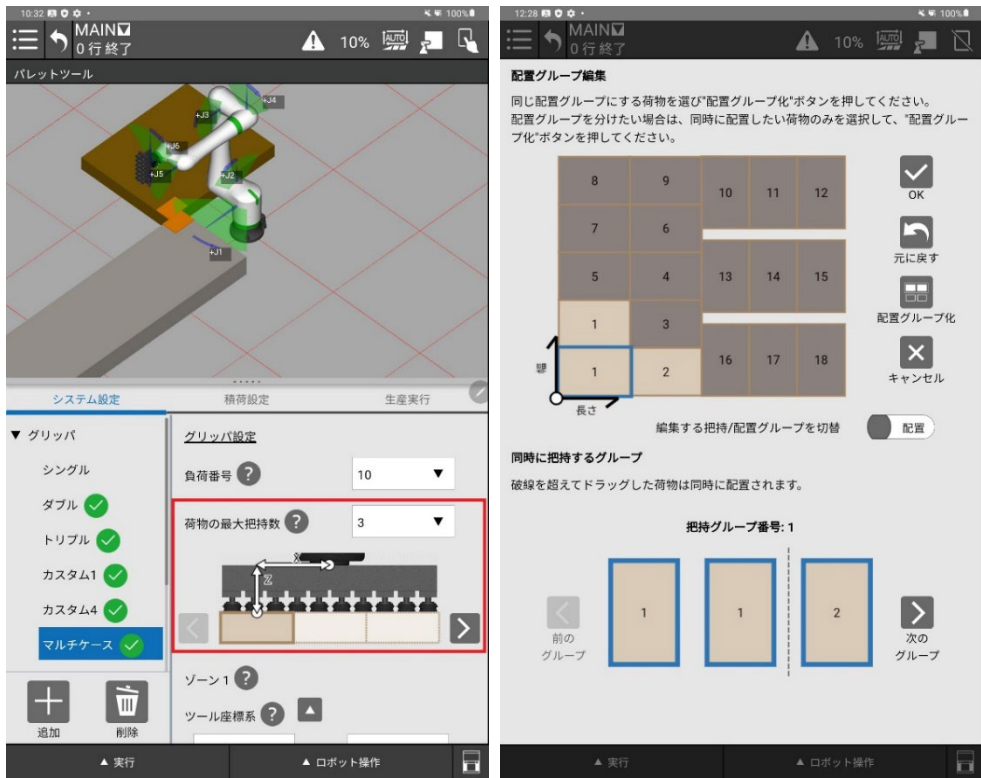 10:32
100%
MAIN
0 行 終了
10%
AUTO
パレットツール
+J4
+J3
+J6
+J5
+J2
+J1
システム設定
積荷設定
生産実行
▼ グリッパ
シングル
ダブル
トリプル
カスタム1
カスタム4
マルチケース
追加
削除
グリッパ設定
負荷番号 ?
10 ▼
荷物の最大把持数 ?
3 ▼
X
Z
ゾーン 1 ?
ツール座標系 ?
▲ 実行
▲ ロボット操作
12:28
100%
MAIN
0 行 終了
10%
AUTO
配置グループ編集
同じ配置グループにする荷物を選び"配置グループ化"ボタンを押してください。
配置グループを分けたい場合は、同時に配置したい荷物のみを選択して、"配置グルー
プ化"ボタンを押してください。
8 9 10 11 12
7 6
5 4 13 14 15
1 3
1 2 16 17 18
長さ
OK
元に戻す
配置グループ化
キャンセル
編集する把持/配置グループを切替
配置
同時に把持するグループ
破線を超えてドラッグした荷物は同時に配置されます。
把持グループ番号: 1
1 1 2
前の
グループ
次の
グループ
▲ 実行
▲ ロボット操作